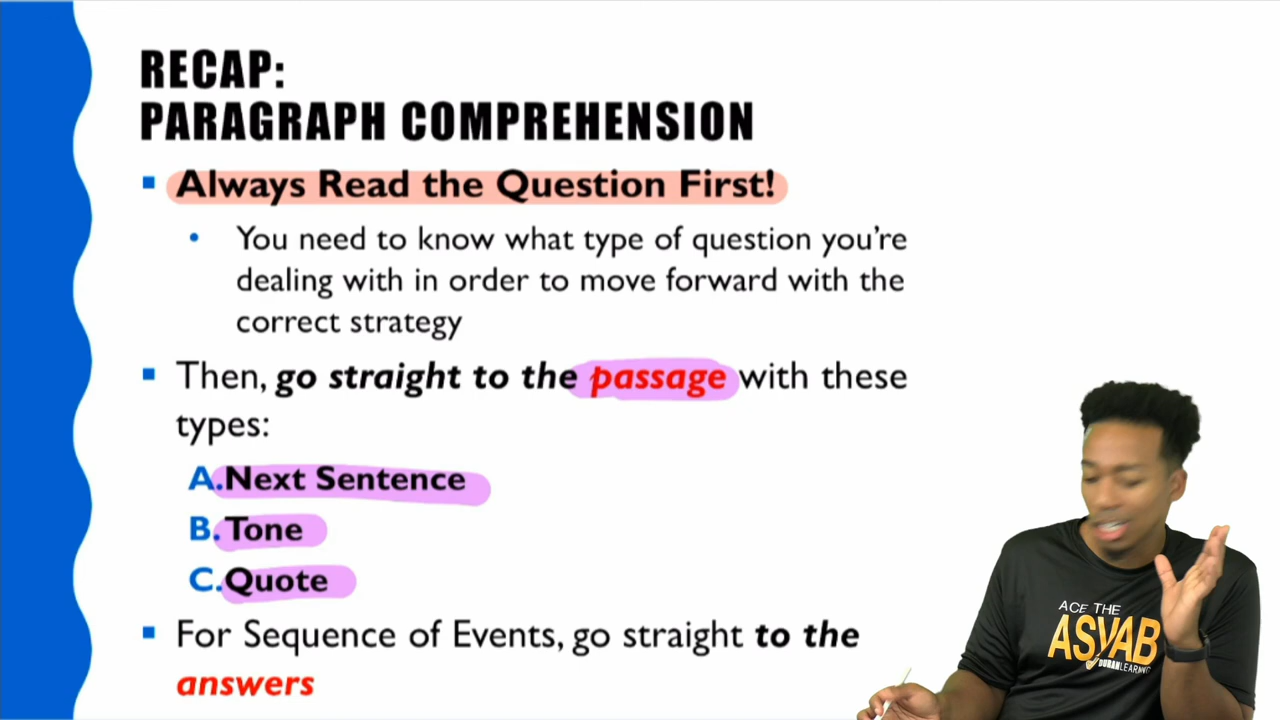 RECAP:
PARAGRAPH COMPREHENSION
▪ Always Read the Question First!
• You need to know what type of question you're
dealing with in order to move forward with the
correct strategy
▪ Then, go straight to the passage with these
types:
A. Next Sentence
B. Tone
C. Quote
▪ For Sequence of Events, go straight to the
answers
ACE THE
ASVAB
DURAN LEARNING